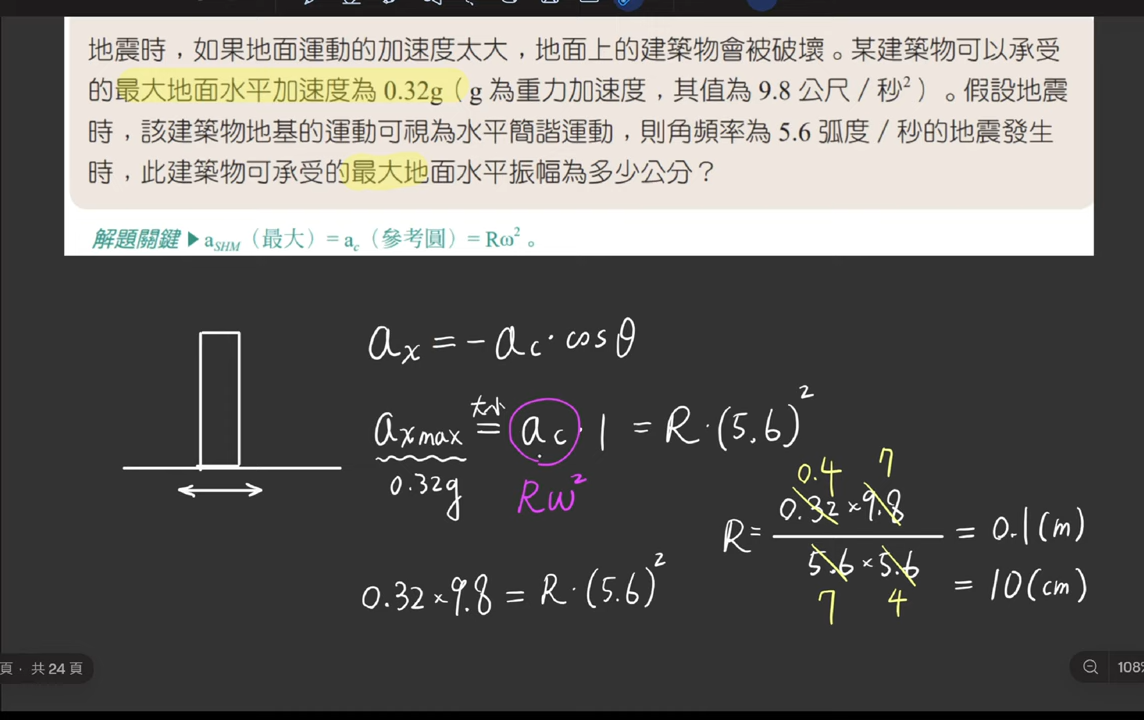 地震時，如果地面運動的加速度太大，地面上的建築物會被破壞。某建築物可以承受
的最大地面水平加速度為 0.32g（g 為重力加速度，其值為 9.8 公尺／秒²）。假設地震
時，該建築物地基的運動可視為水平簡諧運動，則角頻率為 5.6 弧度／秒的地震發生
時，此建築物可承受的最大地面水平振幅為多少公分？
解題關鍵▶a_SHM（最大）= a_c（參考圓）= Rω²。
a_x = - a_c · cos θ
a_x max 大小 = a_c · 1 = R · (5.6)²
0.32g
Rω²
0.4 7
R = 0.32 × 9.8 / 5.6 × 5.6 = 0.1 (m)
7 4
= 10 (cm)
0.32 × 9.8 = R · (5.6)²
頁 · 共 24 頁
108%